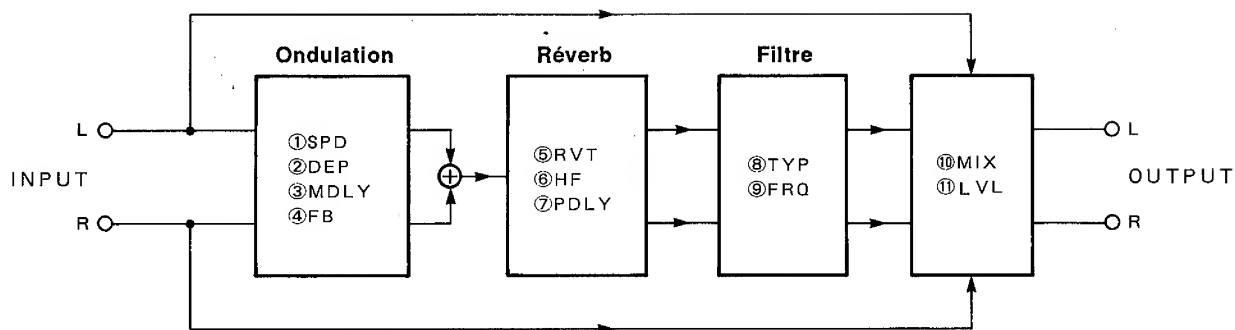 Ondulation
Réverb
Filtre
L
R
INPUT
①SPD
②DEP
③MDLY
④FB
⑤RVT
⑥HF
⑦PDLY
⑧TYP
⑨FRQ
⑩MIX
⑪LVL
L
OUTPUT
R